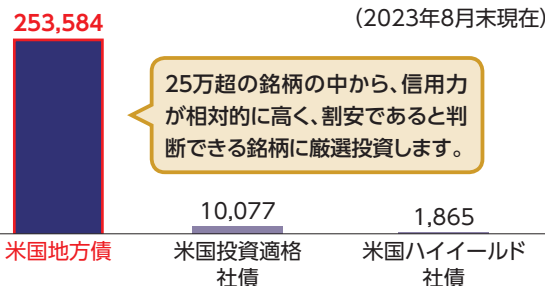 253,584
（2023年8月末現在）
25万超の銘柄の中から、信用力
が相対的に高く、割安であると判
断できる銘柄に厳選投資します。
10,077
1,865
米国地方債
米国投資適格
社債
米国ハイイールド
社債